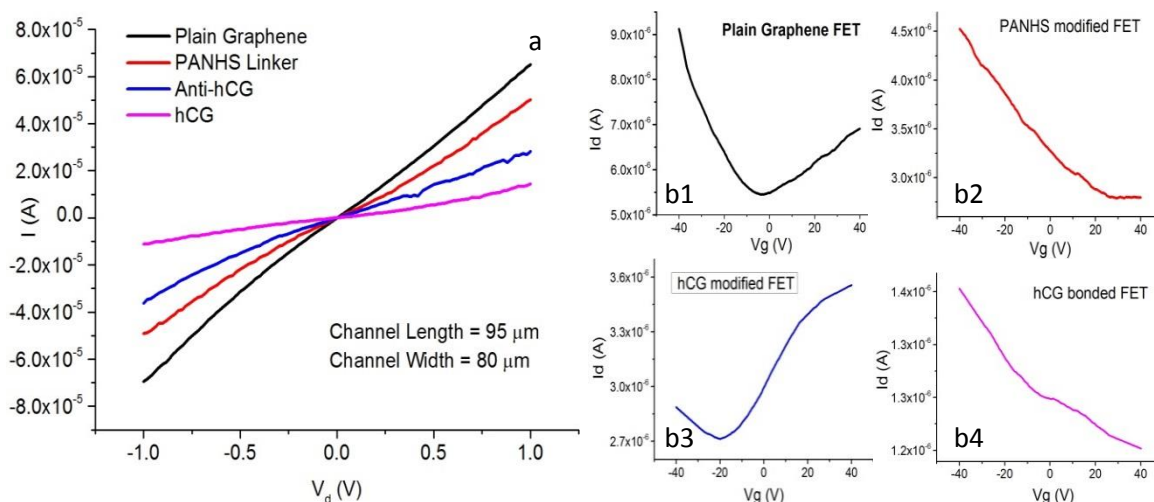 a
Plain Graphene
PANHS Linker
Anti-hCG
hCG
8.0x10⁻⁵
6.0x10⁻⁵
4.0x10⁻⁵
2.0x10⁻⁵
0.0
-2.0x10⁻⁵
-4.0x10⁻⁵
-6.0x10⁻⁵
-8.0x10⁻⁵
I (A)
Channel Length = 95 μm
Channel Width = 80 μm
-1.0 -0.5 0.0 0.5 1.0
V_d (V)
Plain Graphene FET
9.0x10⁻⁶
8.0x10⁻⁶
7.0x10⁻⁶
6.0x10⁻⁶
5.0x10⁻⁶
Id (A)
b1
-40 -20 0 20 40
Vg (V)
PANHS modified FET
4.5x10⁻⁶
4.0x10⁻⁶
3.5x10⁻⁶
3.0x10⁻⁶
Id (A)
b2
-40 -20 0 20 40
Vg (V)
hCG modified FET
3.6x10⁻⁶
3.3x10⁻⁶
3.0x10⁻⁶
2.7x10⁻⁶
Id (A)
b3
-40 -20 0 20 40
Vg (V)
hCG bonded FET
1.4x10⁻⁶
1.3x10⁻⁶
1.3x10⁻⁶
1.2x10⁻⁶
Id (A)
b4
-40 -20 0 20 40
Vg (V)